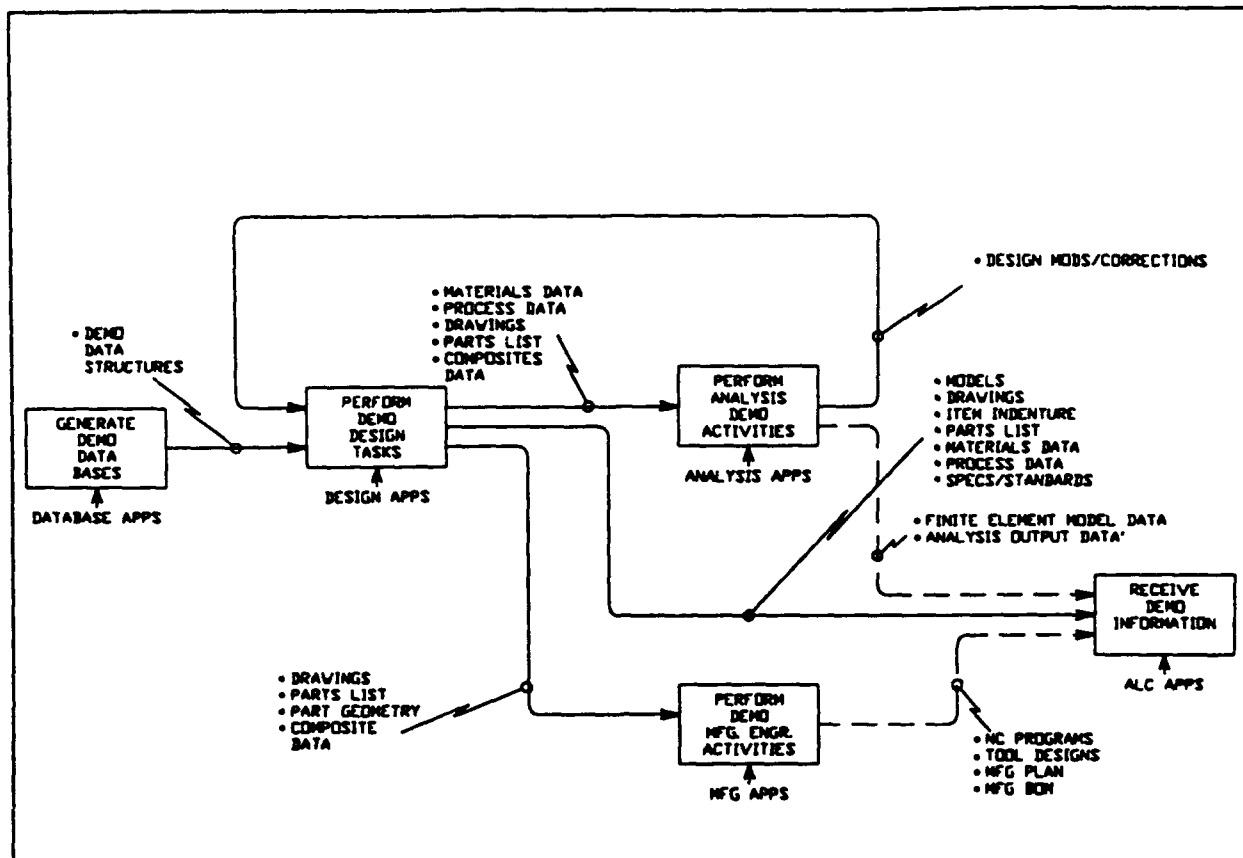 • DESIGN MODS/CORRECTIONS
• MATERIALS DATA
• PROCESS DATA
• DRAWINGS
• PARTS LIST
• COMPOSITES
DATA
• DEMO
DATA
STRUCTURES
GENERATE
DEMO
DATA
BASES
DATABASE APPS
PERFORM
DEMO
DESIGN
TASKS
DESIGN APPS
PERFORM
ANALYSIS
DEMO
ACTIVITIES
ANALYSIS APPS
• MODELS
• DRAWINGS
• ITEM INDENTURE
• PARTS LIST
• MATERIALS DATA
• PROCESS DATA
• SPECS/STANDARDS
• FINITE ELEMENT MODEL DATA
• ANALYSIS OUTPUT DATA'
RECEIVE
DEMO
INFORMATION
ALC APPS
• DRAWINGS
• PARTS LIST
• PART GEOMETRY
• COMPOSITE
DATA
PERFORM
DEMO
MFG. ENGR.
ACTIVITIES
MFG APPS
• NC PROGRAMS
• TOOL DESIGNS
• MFG PLAN
• MFG BOM